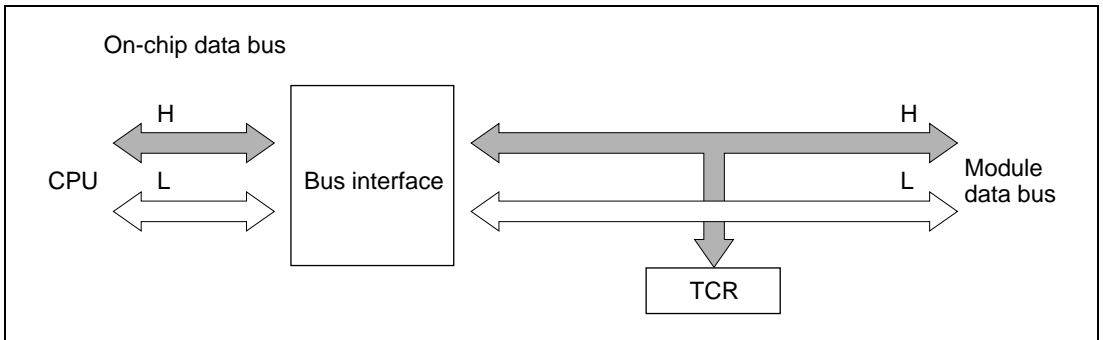 On-chip data bus
H
H
CPU
L
Bus interface
L
Module
data bus
TCR